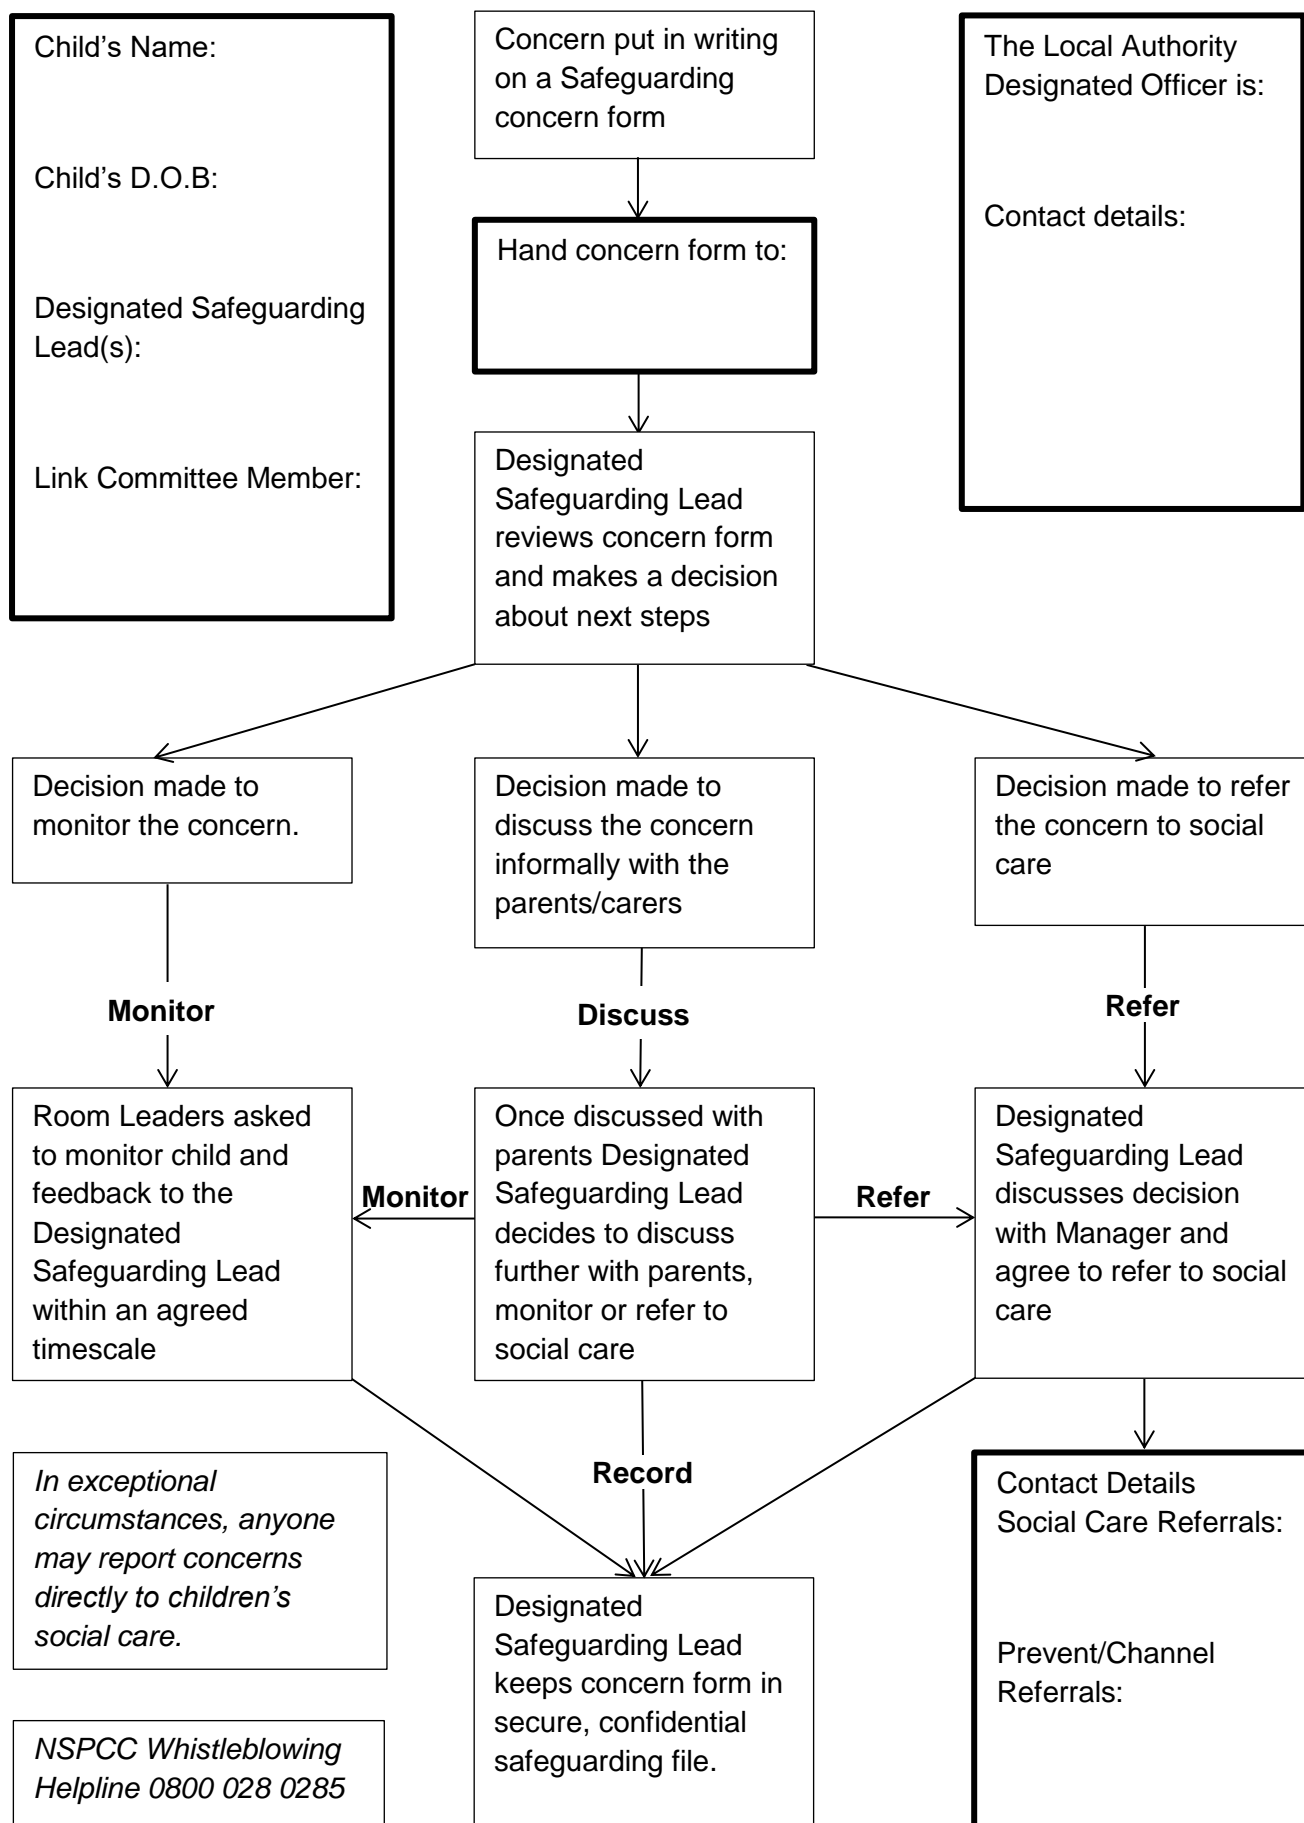 Child's Name:
Child's D.O.B:
Designated Safeguarding
Lead(s):
Link Committee Member:
Concern put in writing
on a Safeguarding
concern form
The Local Authority
Designated Officer is:
Contact details:
Hand concern form to:
Designated
Safeguarding Lead
reviews concern form
and makes a decision
about next steps
Decision made to
monitor the concern.
Decision made to
discuss the concern
informally with the
parents/carers
Decision made to refer
the concern to social
care
Monitor
Discuss
Refer
Room Leaders asked
to monitor child and
feedback to the
Designated
Safeguarding Lead
within an agreed
timescale
Monitor
Once discussed with
parents Designated
Safeguarding Lead
decides to discuss
further with parents,
monitor or refer to
social care
Refer
Designated
Safeguarding Lead
discusses decision
with Manager and
agree to refer to social
care
In exceptional
circumstances, anyone
may report concerns
directly to children's
social care.
Record
Contact Details
Social Care Referrals:
Prevent/Channel
Referrals:
Designated
Safeguarding Lead
keeps concern form in
secure, confidential
safeguarding file.
NSPCC Whistleblowing
Helpline 0800 028 0285